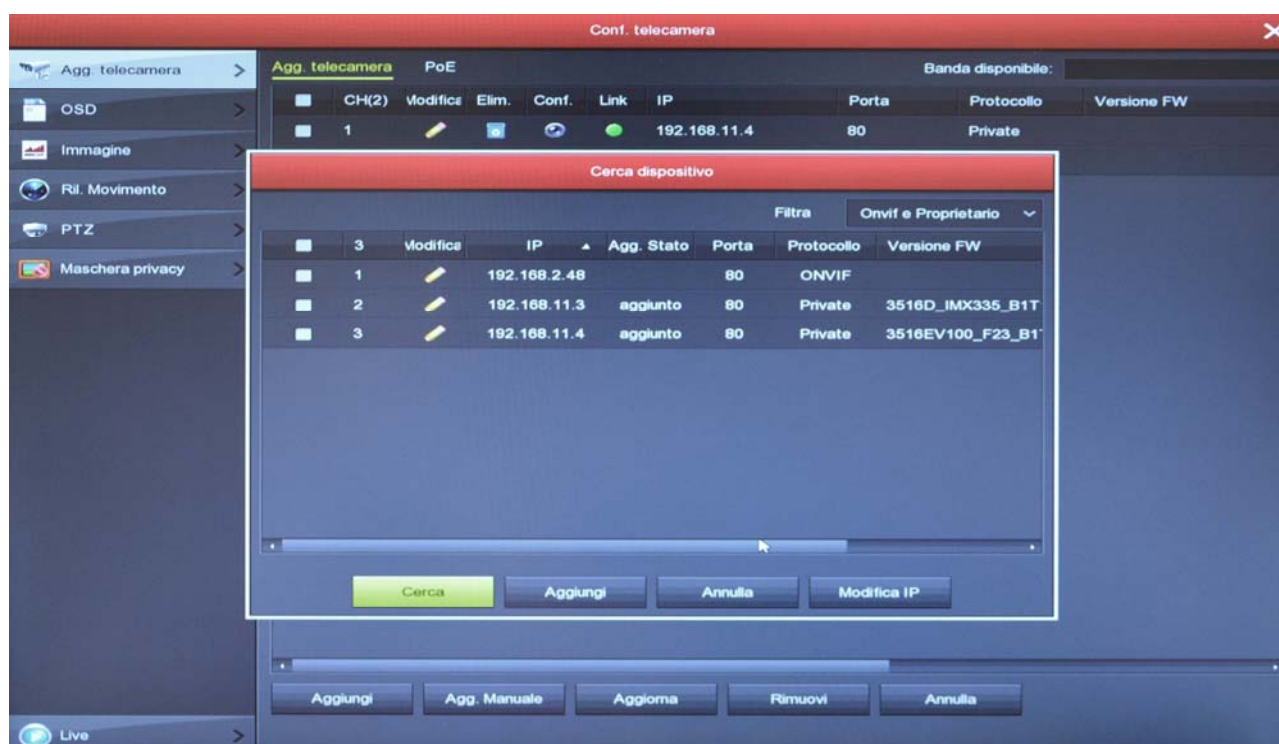 Conf. telecamera
Agg. telecamera
OSD
Immagine
Ril. Movimento
PTZ
Maschera privacy
Live
Agg. telecamera PoE Banda disponibile:
CH(2) Modifica Elim. Conf. Link IP Porta Protocollo Versione FW
1 192.168.11.4 80 Private
Cerca dispositivo
Filtra Onvif e Proprietario
3 Modifica IP Agg. Stato Porta Protocollo Versione FW
1 192.168.2.48 80 ONVIF
2 192.168.11.3 aggiunto 80 Private 3516D_IMX335_B1T
3 192.168.11.4 aggiunto 80 Private 3516EV100_F23_B1
Cerca Aggiungi Annulla Modifica IP
Aggiungi Agg. Manuale Aggiorna Rimuovi Annulla